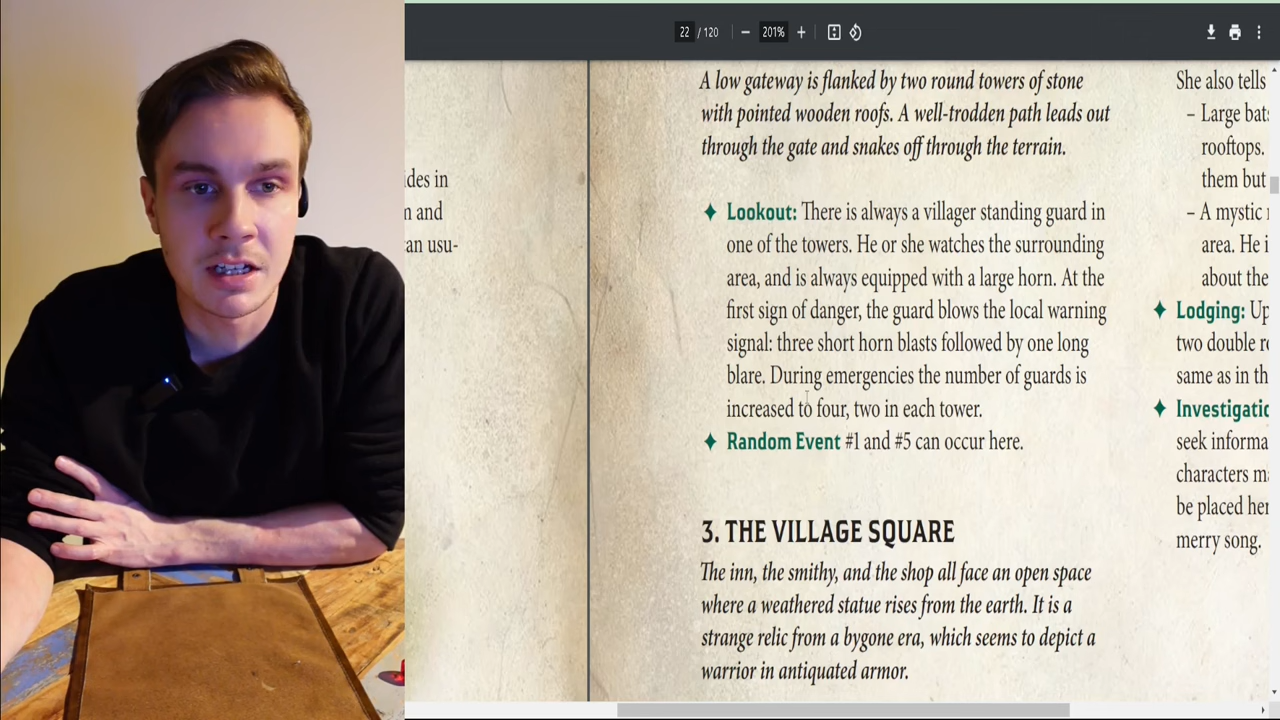 22 / 120
201%
ides in
n and
an usu-
A low gateway is flanked by two round towers of stone
with pointed wooden roofs. A well-trodden path leads out
through the gate and snakes off through the terrain.
Lookout: There is always a villager standing guard in
one of the towers. He or she watches the surrounding
area, and is always equipped with a large horn. At the
first sign of danger, the guard blows the local warning
signal: three short horn blasts followed by one long
blare. During emergencies the number of guards is
increased to four, two in each tower.
Random Event #1 and #5 can occur here.
3. THE VILLAGE SQUARE
The inn, the smithy, and the shop all face an open space
where a weathered statue rises from the earth. It is a
strange relic from a bygone era, which seems to depict a
warrior in antiquated armor.
She also tells
– Large bats
rooftops.
them but
– A mystic
area. He i
about the
Lodging: Up
two double ro
same as in th
Investigatio
seek informa
characters ma
be placed her
merry song.